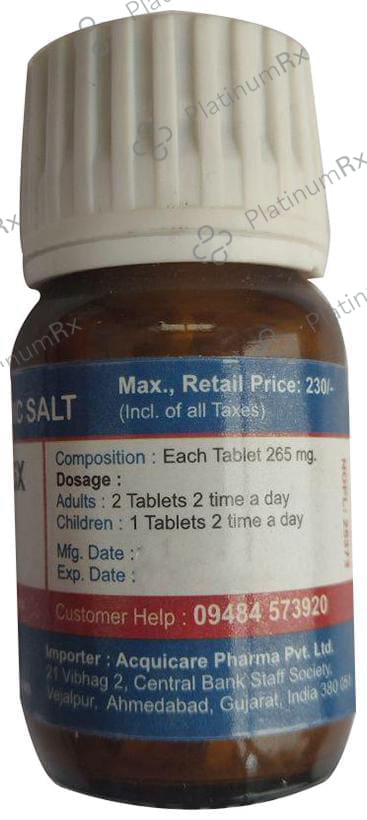 PlatinumRx
PlatinumRx
PlatinumRx
PlatinumRx
IC SALT
Max., Retail Price: 230/-
(Incl. of all Taxes)
Composition : Each Tablet 265 mg.
Dosage :
Adults : 2 Tablets 2 time a day
Children : 1 Tablets 2 time a day
Mfg. Date :
Exp. Date :
Customer Help : 09484 573920
Importer : Acquicare Pharma Pvt. Ltd.
21 Vibhag 2, Central Bank Staff Society,
Vejalpur, Ahmedabad, Gujarat, India 380 051